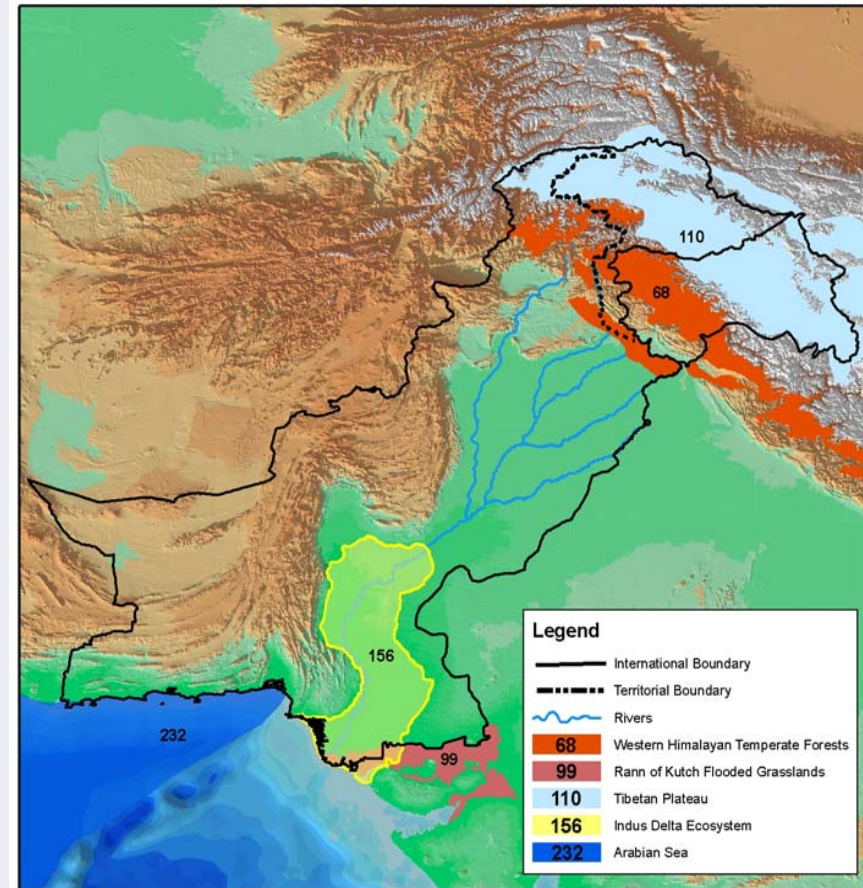 110
68
156
232
99
Legend
International Boundary
Territorial Boundary
Rivers
68 Western Himalayan Temperate Forests
99 Rann of Kutch Flooded Grasslands
110 Tibetan Plateau
156 Indus Delta Ecosystem
232 Arabian Sea